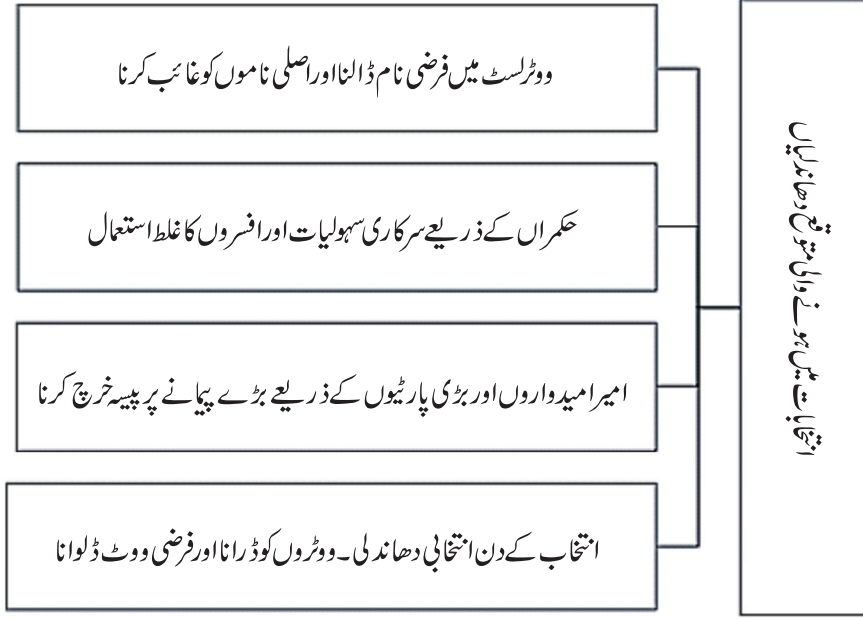 انتخابات میں ہونے والی متوقع دھاندلیاں
ووٹرلسٹ میں فرضی نام ڈالنا اور اصلی ناموں کو غائب کرنا
حکمراں کے ذریعے سرکاری سہولیات اور افسروں کا غلط استعمال
امیر امیدواروں اور بڑی پارٹیوں کے ذریعے بڑے پیمانے پر پیسہ خرچ کرنا
انتخاب کے دن انتخابی دھاندلی۔ ووٹروں کو ڈرانا اور فرضی ووٹ ڈلوانا